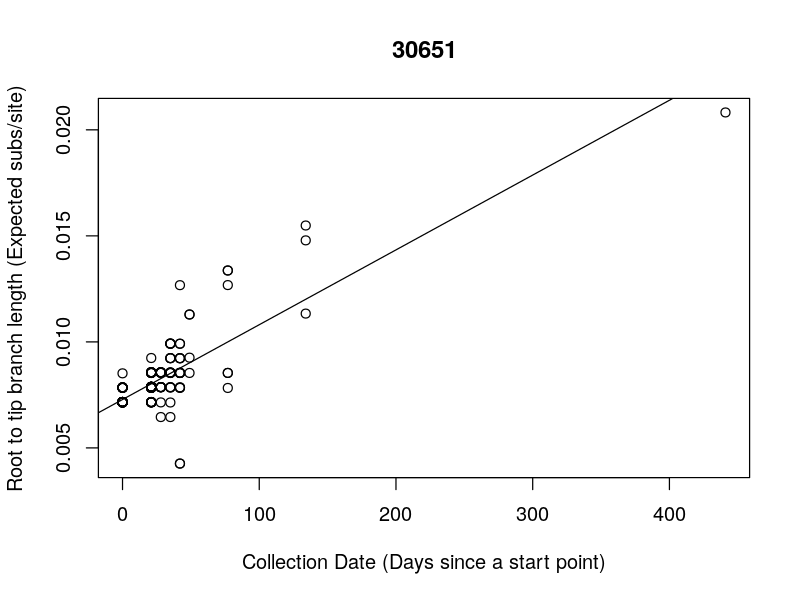 30651
Root to tip branch length (Expected subs/site)
0.020
0.015
0.010
0.005
0 100 200 300 400
Collection Date (Days since a start point)